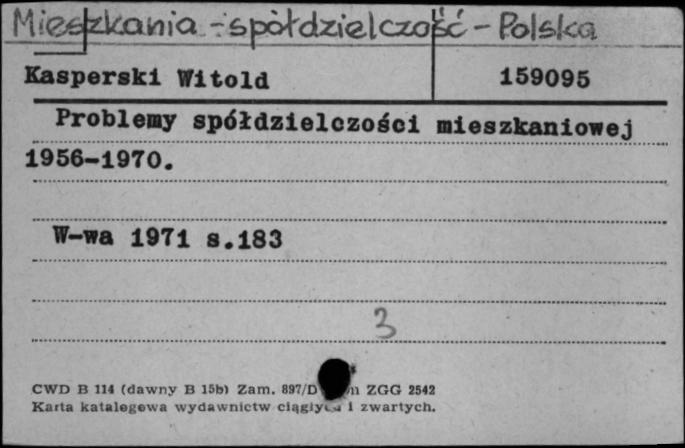 Mieszkania - spółdzielczość - Polska
Kasperski Witold 159095
Problemy spółdzielczości mieszkaniowej
1956-1970.
W-wa 1971 s.183
3
CWD B 114 (dawny B 15b) Zam. 897/D ZGG 2542
Karta katalogowa wydawnictw ciągłych i zwartych.